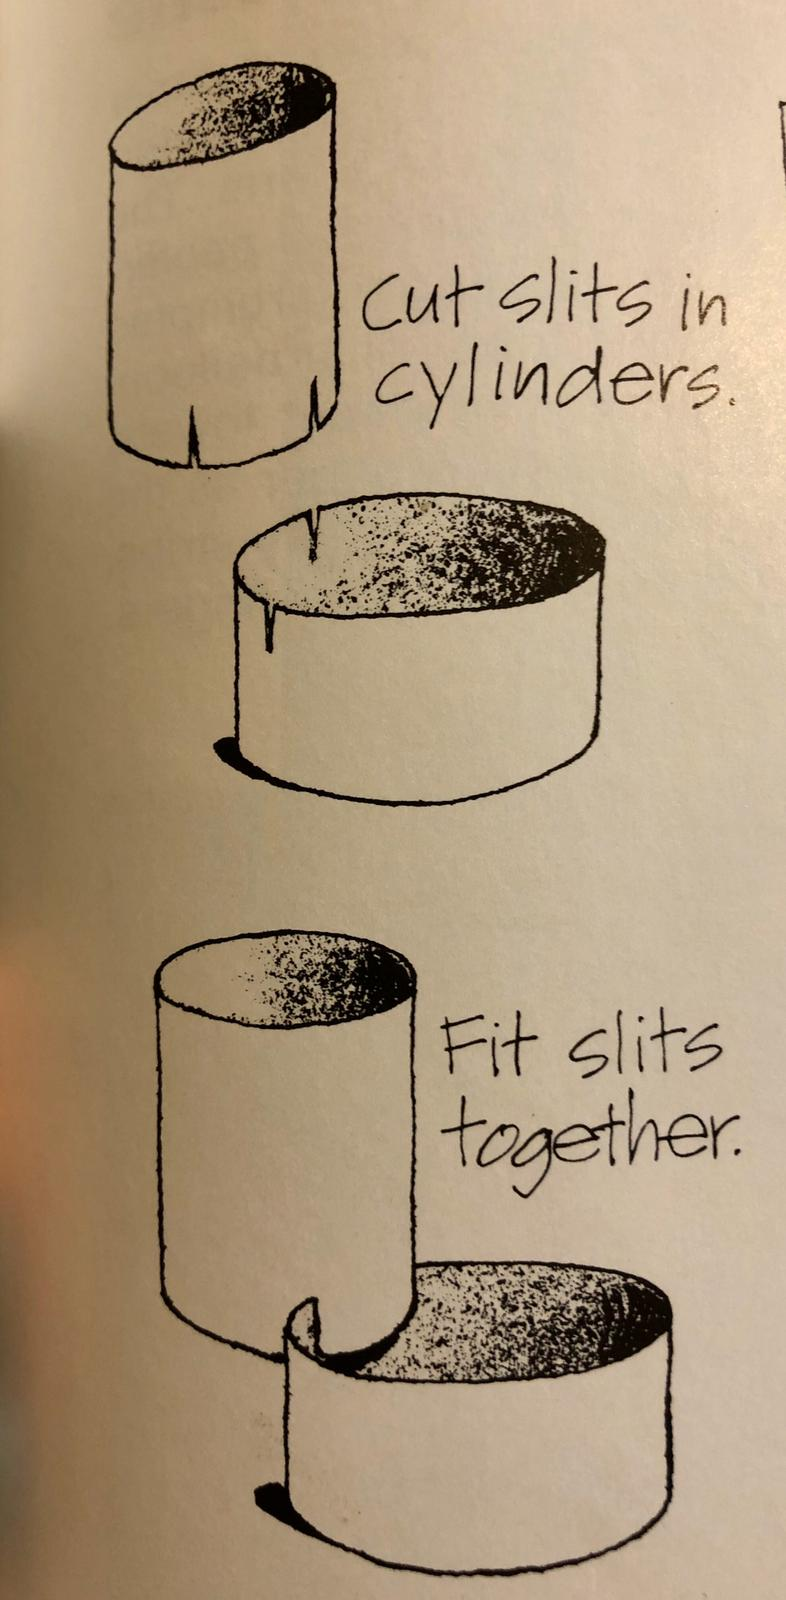 Cut slits in
cylinders.
Fit slits
together.